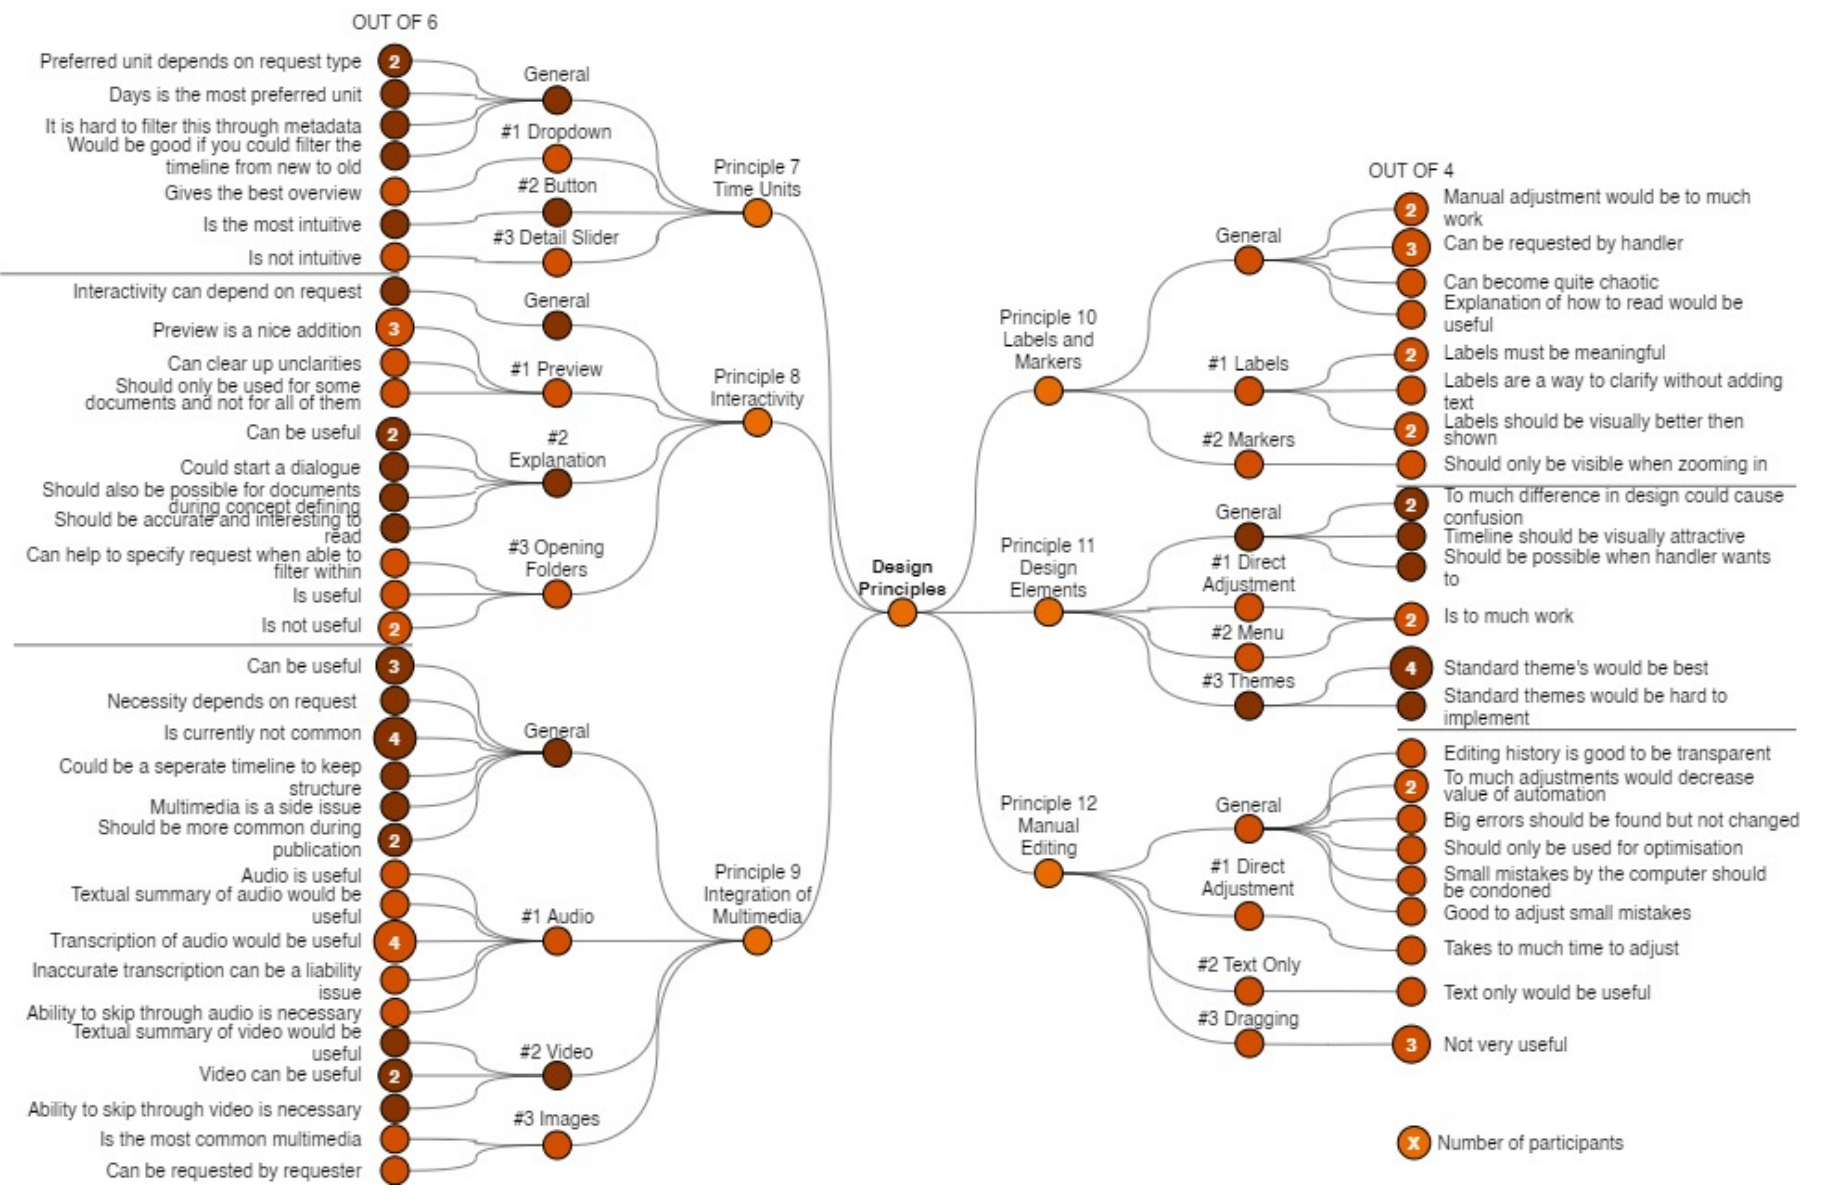 OUT OF 6
Preferred unit depends on request type
2
Days is the most preferred unit
It is hard to filter this through metadata
Would be good if you could filter the
timeline from new to old
General
Gives the best overview
#1 Dropdown
Is the most intuitive
#2 Button
Is not intuitive
#3 Detail Slider
Principle 7
Time Units
Interactivity can depend on request
General
Preview is a nice addition
3
Can clear up unclarities
Should only be used for some
documents and not for all of them
#1 Preview
Can be useful
2
Could start a dialogue
Should also be possible for documents
during concept defining
Should be accurate and interesting to
read
#2
Explanation
Can help to specify request when able to
filter within
Is useful
Is not useful
2
#3 Opening
Folders
Principle 8
Interactivity
Can be useful
3
Necessity depends on request
Is currently not common
4
Could be a seperate timeline to keep
structure
Multimedia is a side issue
Should be more common during
publication
2
General
Audio is useful
Textual summary of audio would be
useful
Transcription of audio would be useful
4
Inaccurate transcription can be a liability
issue
Ability to skip through audio is necessary
#1 Audio
Textual summary of video would be
useful
Video can be useful
2
Ability to skip through video is necessary
#2 Video
Is the most common multimedia
Can be requested by requester
#3 Images
Principle 9
Integration of
Multimedia
Design
Principles
OUT OF 4
Principle 10
Labels and
Markers
General
2
Manual adjustment would be to much
work
3
Can be requested by handler
Can become quite chaotic
Explanation of how to read would be
useful
#1 Labels
2
Labels must be meaningful
Labels are a way to clarify without adding
text
2
Labels should be visually better then
shown
#2 Markers
Should only be visible when zooming in
Principle 11
Design
Elements
General
2
To much difference in design could cause
confusion
Timeline should be visually attractive
Should be possible when handler wants
to
#1 Direct
Adjustment
#2 Menu
2
Is to much work
#3 Themes
4
Standard theme's would be best
Standard themes would be hard to
implement
Principle 12
Manual
Editing
General
Editing history is good to be transparent
2
To much adjustments would decrease
value of automation
Big errors should be found but not changed
Should only be used for optimisation
Small mistakes by the computer should
be condoned
Good to adjust small mistakes
#1 Direct
Adjustment
Takes to much time to adjust
#2 Text Only
Text only would be useful
#3 Dragging
3
Not very useful
X
Number of participants